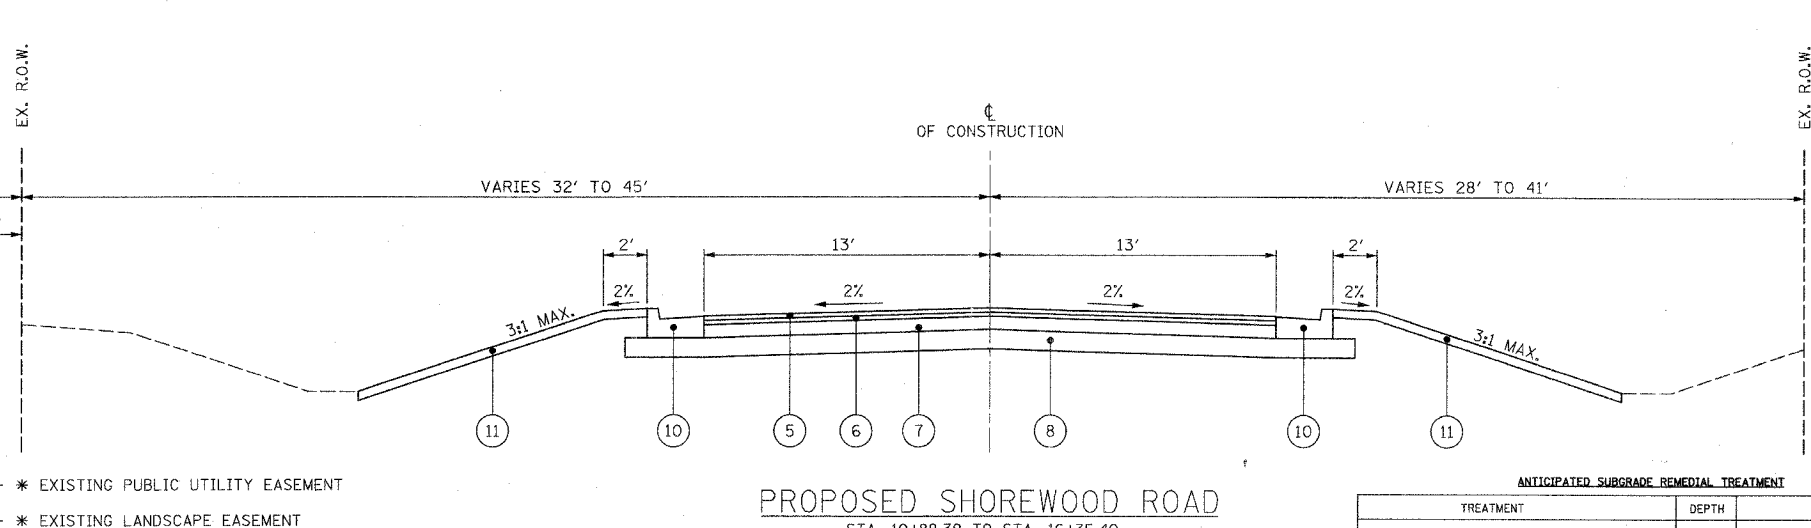 EX. R.O.W.
EX. R.O.W.
℄
OF CONSTRUCTION
VARIES 32' TO 45'
VARIES 28' TO 41'
2'
13'
13'
2'
2%
2%
2%
2%
3:1 MAX.
3:1 MAX.
11
10
5
6
7
8
10
11
* EXISTING PUBLIC UTILITY EASEMENT
* EXISTING LANDSCAPE EASEMENT
PROPOSED SHOREWOOD ROAD
ANTICIPATED SUBGRADE REMEDIAL TREATMENT
TREATMENT
DEPTH